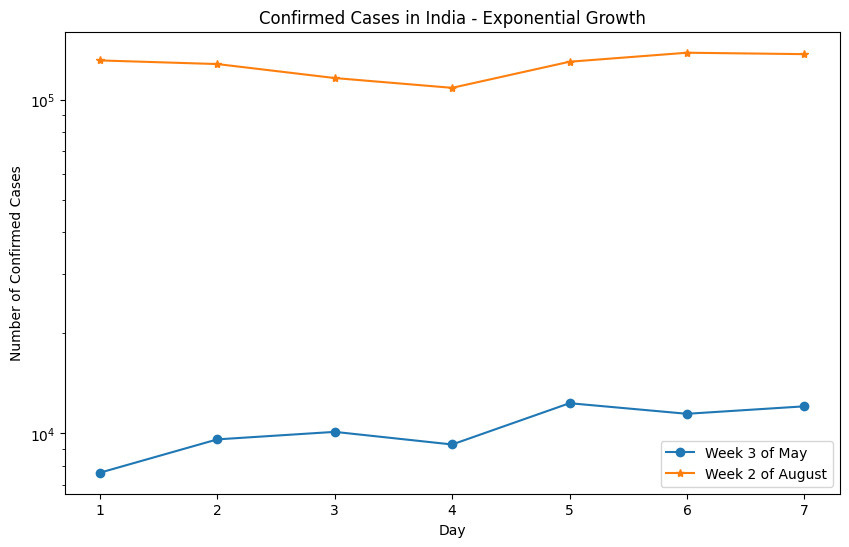 Confirmed Cases in India - Exponential Growth
Number of Confirmed Cases
10^5
10^4
Week 3 of May
Week 2 of August
1 2 3 4 5 6 7
Day